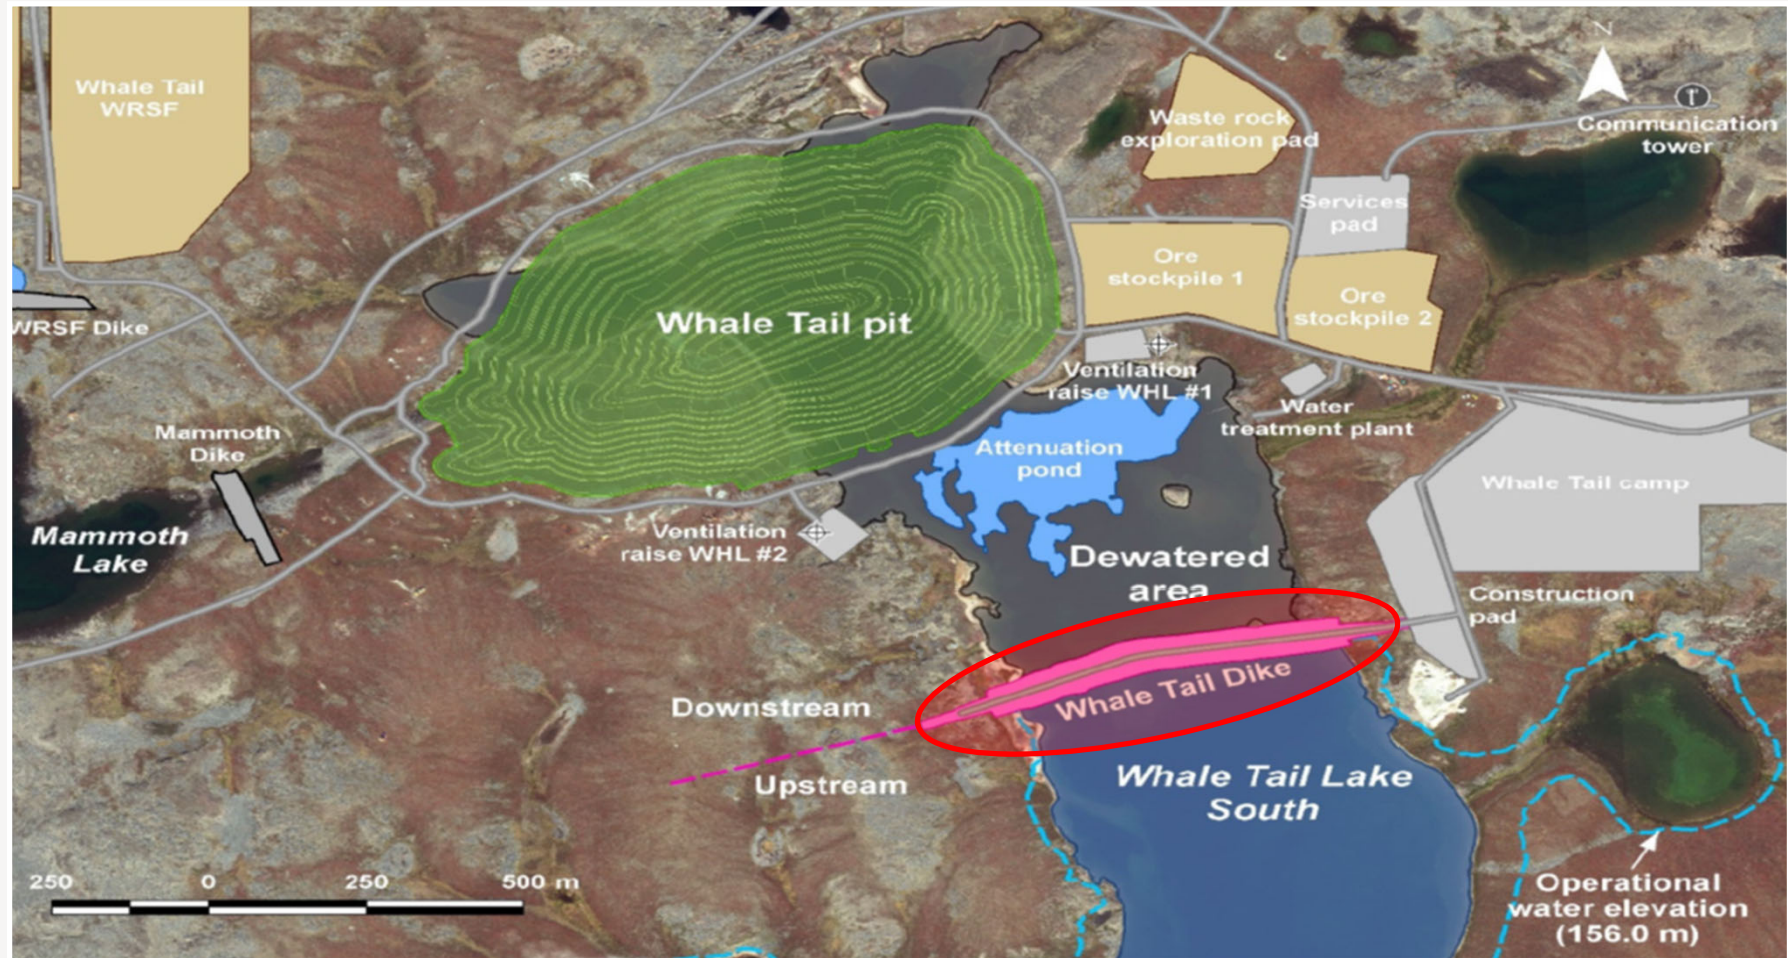 Whale Tail
WRSF
N
Waste rock
exploration pad
Communication
tower
Services
pad
Ore
stockpile 1
Ore
stockpile 2
WRSF Dike
Whale Tail pit
Ventilation
raise WHL #1
Water
treatment plant
Mammoth
Dike
Attenuation
pond
Whale Tail camp
Mammoth
Lake
Ventilation
raise WHL #2
Dewatered
area
Construction
pad
Whale Tail Dike
Downstream
Upstream
Whale Tail Lake
South
250 0 250 500 m
Operational
water elevation
(156.0 m)